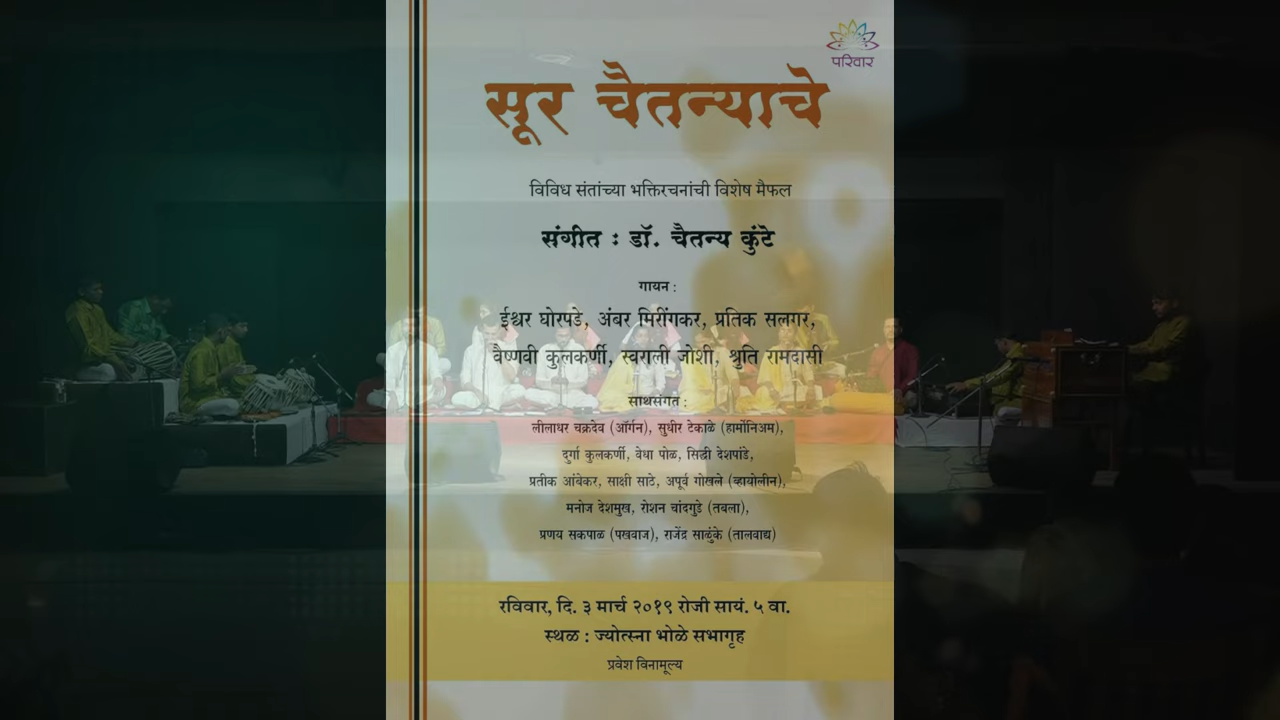 परिवार
सूर चैतन्याचे
विविध संतांच्या भक्तिरचनांची विशेष मैफल
संगीत : डॉ. चैतन्य कुंटे
गायन :
ईश्वर घोरपडे, अंबर मिरींगकर, प्रतिक सलगर,
वैष्णवी कुलकर्णी, स्वराली जोशी, श्रुति रामदासी
साथसंगत :
लीलाधर चक्रदेव (ऑर्गन), सुधीर टेकाळे (हार्मोनिअम),
दुर्गा कुलकर्णी, वेधा पोळ, सिद्धी देशपांडे,
प्रतीक आंबेकर, साक्षी साठे, अपूर्व गोखले (व्हायोलीन),
मनोज देशमुख, रोशन चांदगुडे (तबला),
प्रणय सकपाळ (पखवाज), राजेंद्र साळुंके (तालवाद्य)
रविवार, दि. ३ मार्च २०१९ रोजी सायं. ५ वा.
स्थळ : ज्योत्स्ना भोळे सभागृह
प्रवेश विनामूल्य